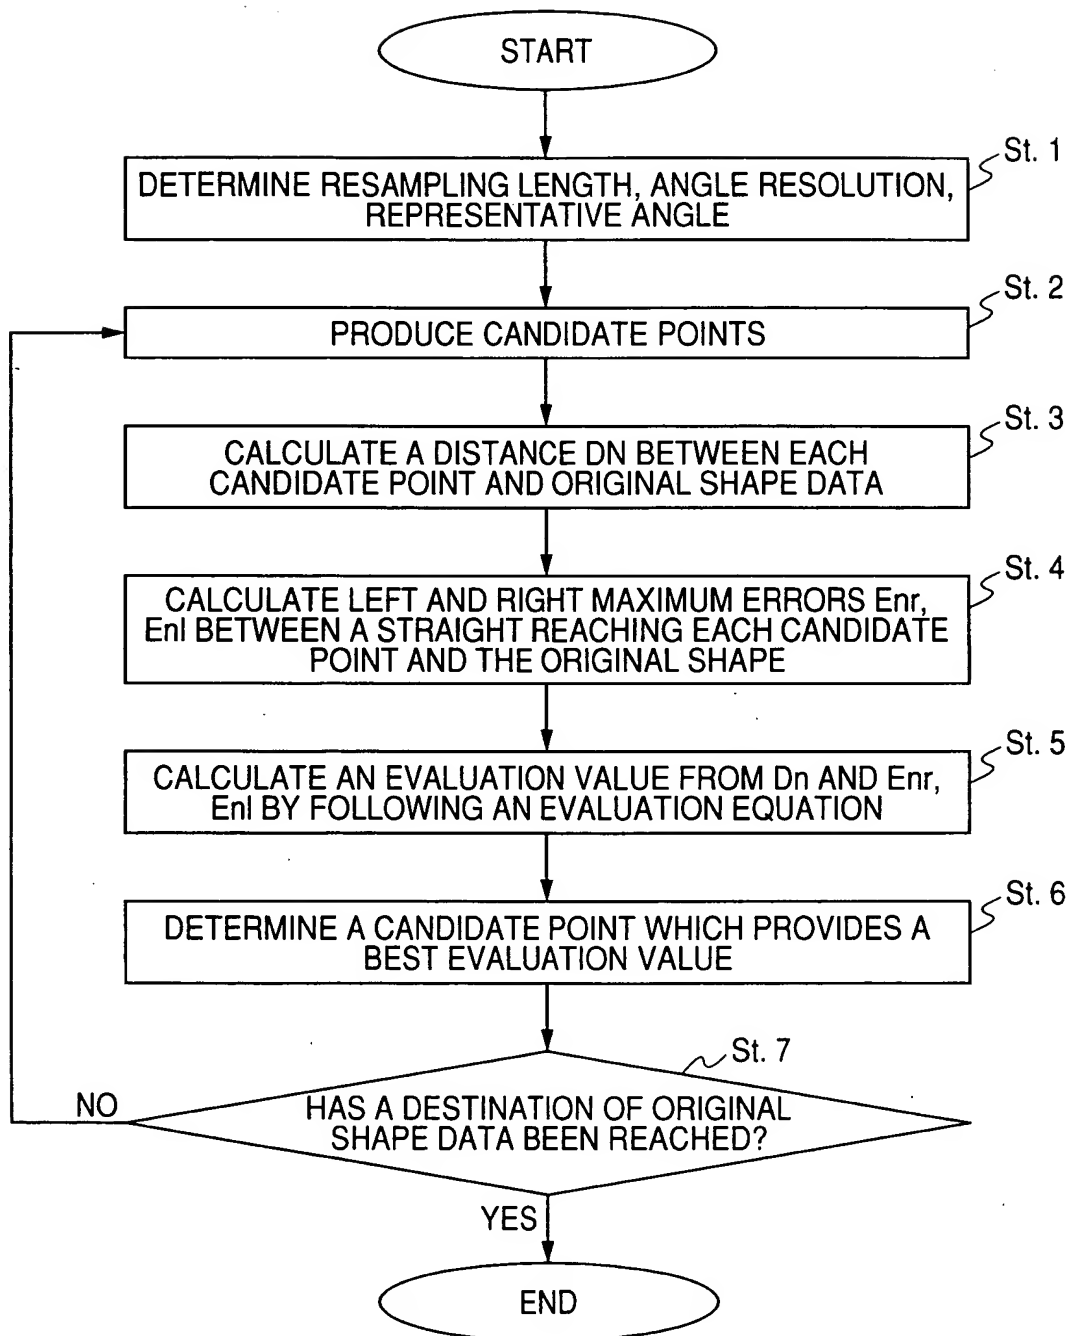 START
St. 1
DETERMINE RESAMPLING LENGTH, ANGLE RESOLUTION,
REPRESENTATIVE ANGLE
St. 2
PRODUCE CANDIDATE POINTS
St. 3
CALCULATE A DISTANCE DN BETWEEN EACH
CANDIDATE POINT AND ORIGINAL SHAPE DATA
St. 4
CALCULATE LEFT AND RIGHT MAXIMUM ERRORS Enr,
Enl BETWEEN A STRAIGHT REACHING EACH CANDIDATE
POINT AND THE ORIGINAL SHAPE
St. 5
CALCULATE AN EVALUATION VALUE FROM Dn AND Enr,
Enl BY FOLLOWING AN EVALUATION EQUATION
St. 6
DETERMINE A CANDIDATE POINT WHICH PROVIDES A
BEST EVALUATION VALUE
St. 7
NO
HAS A DESTINATION OF ORIGINAL
SHAPE DATA BEEN REACHED?
YES
END